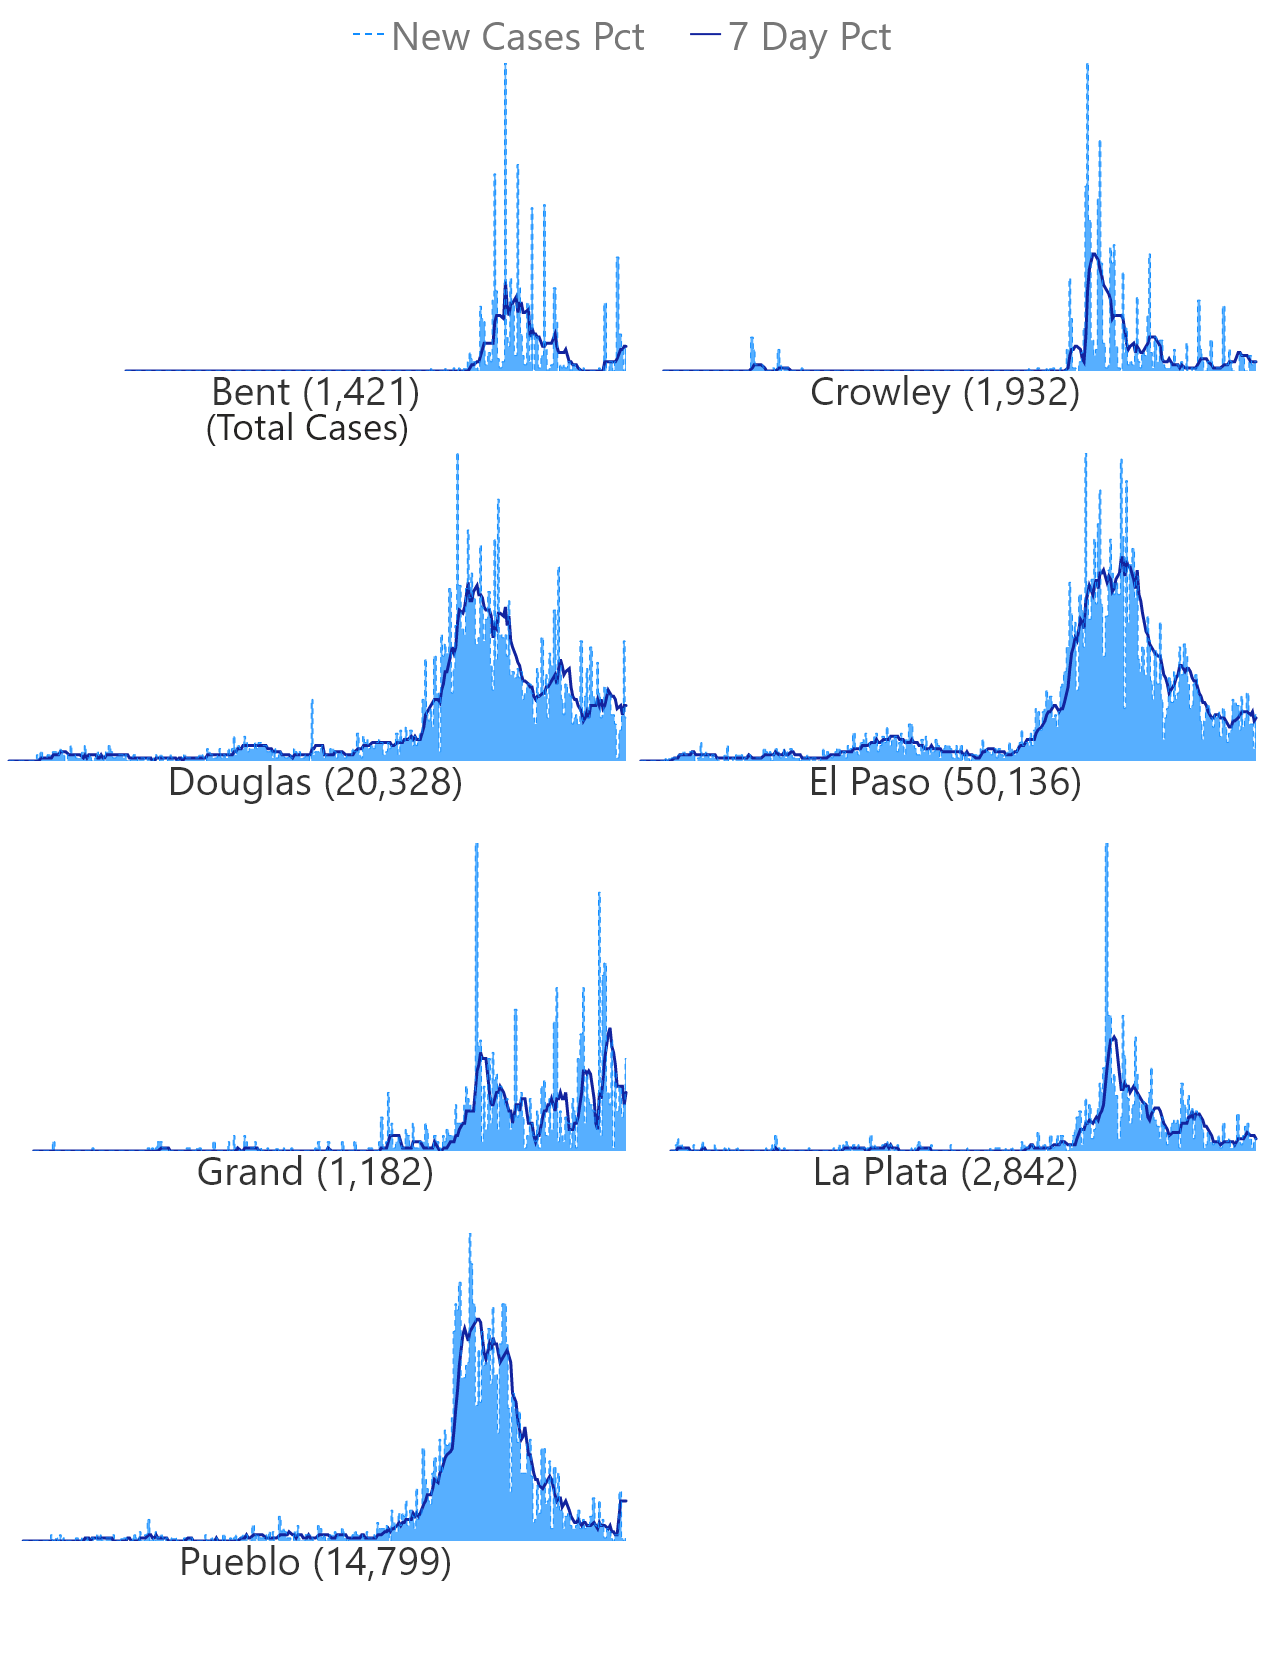 New Cases Pct 7 Day Pct
Bent (1,421) Crowley (1,932)
(Total Cases)
Douglas (20,328) El Paso (50,136)
Grand (1,182) La Plata (2,842)
Pueblo (14,799)